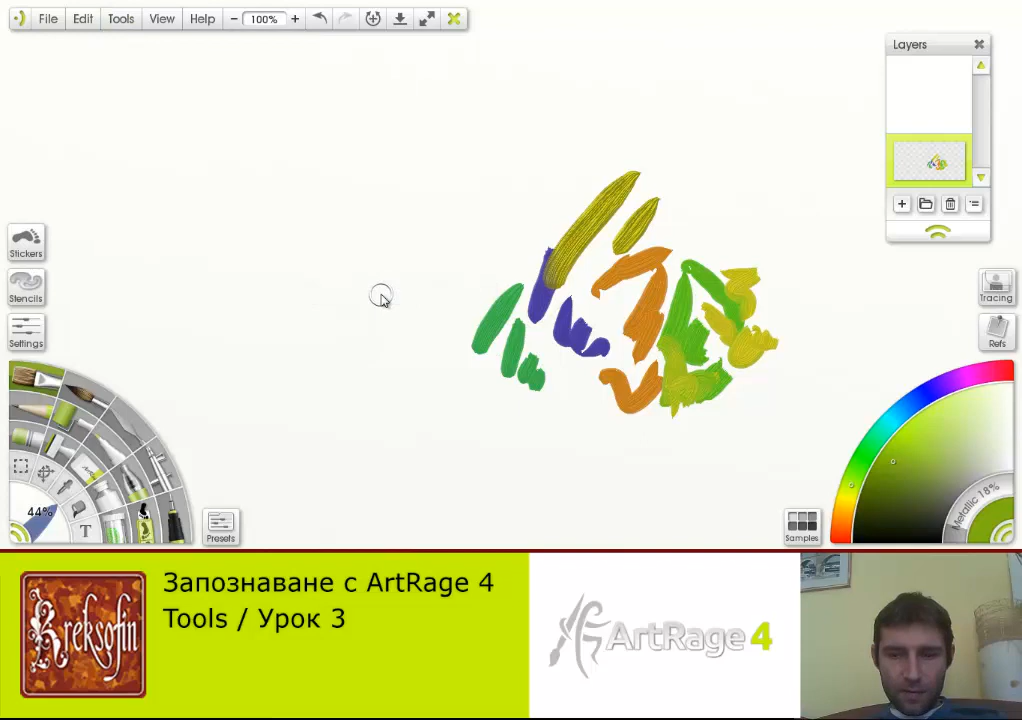 File Edit Tools View Help 100%
Layers
Stickers
Stencils
Settings
Tracing
Refs
44%
T
Presets
Samples
Metallic 18%
Запознаване с ArtRage 4
Tools / Урок 3
Kreksofin
ArtRage 4